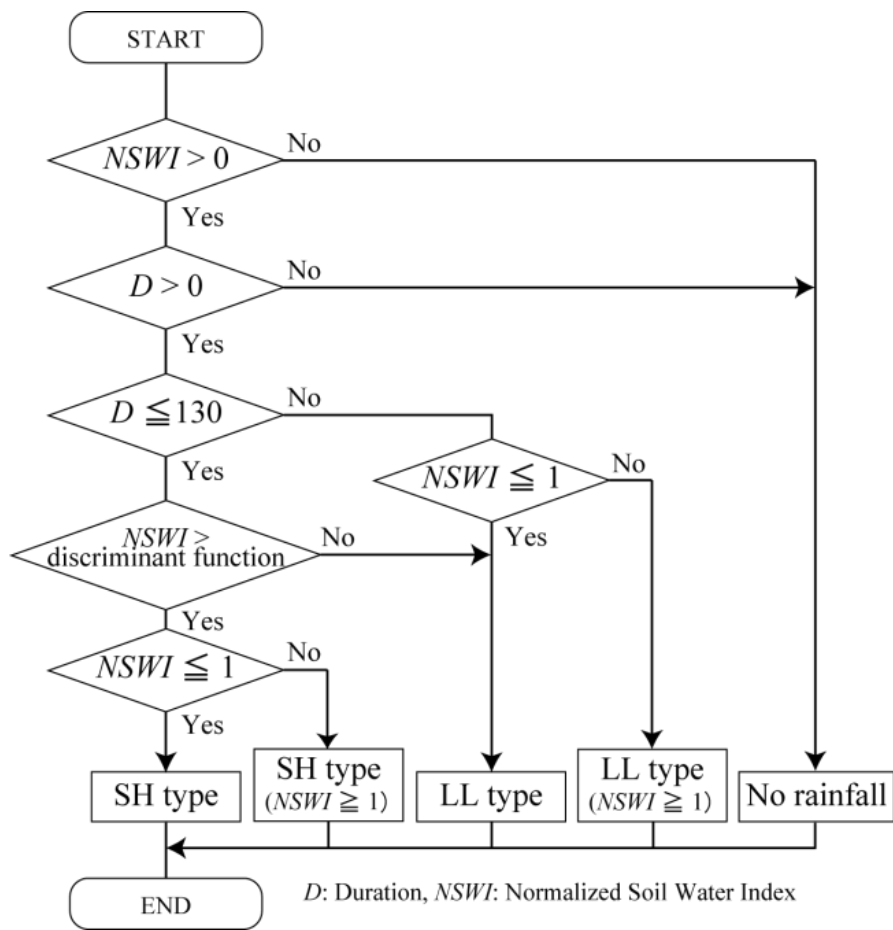 START
NSWI > 0
No
Yes
D > 0
No
Yes
D ≦ 130
No
Yes
NSWI ≦ 1
No
Yes
NSWI >
discriminant function
No
Yes
NSWI ≦ 1
No
Yes
SH type
SH type
(NSWI ≧ 1)
LL type
LL type
(NSWI ≧ 1)
No rainfall
END
D: Duration, NSWI: Normalized Soil Water Index